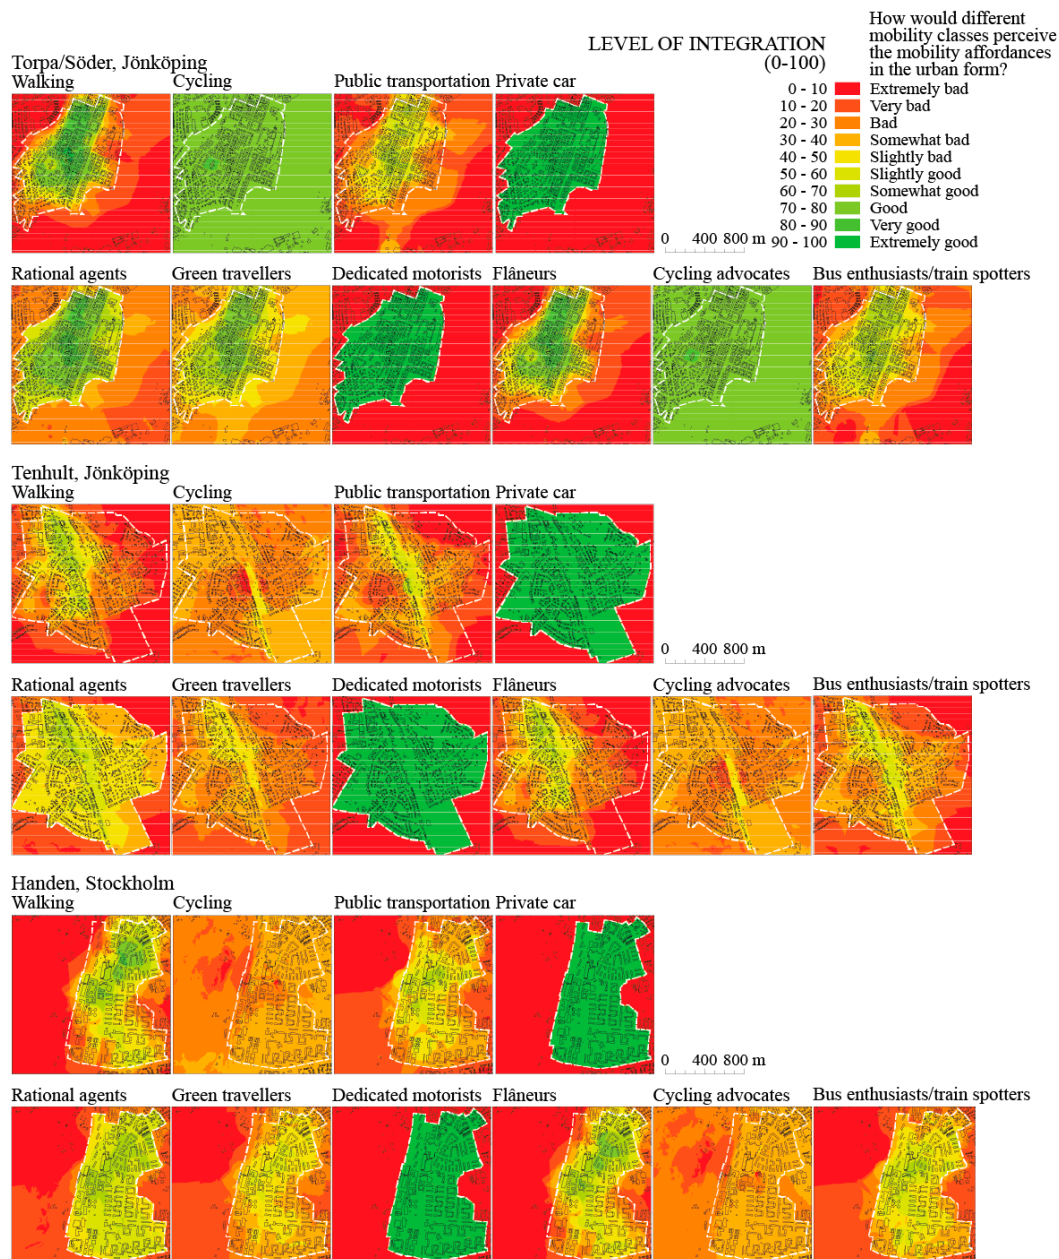 How would different
mobility classes perceive
the mobility affordances
in the urban form?
LEVEL OF INTEGRATION
(0-100)
0 - 10 Extremely bad
10 - 20 Very bad
20 - 30 Bad
30 - 40 Somewhat bad
40 - 50 Slightly bad
50 - 60 Slightly good
60 - 70 Somewhat good
70 - 80 Good
80 - 90 Very good
90 - 100 Extremely good
Torpa/Söder, Jönköping
Walking Cycling Public transportation Private car
0 400 800 m
Rational agents Green travellers Dedicated motorists Flâneurs Cycling advocates Bus enthusiasts/train spotters
Tenhult, Jönköping
Walking Cycling Public transportation Private car
0 400 800 m
Rational agents Green travellers Dedicated motorists Flâneurs Cycling advocates Bus enthusiasts/train spotters
Handen, Stockholm
Walking Cycling Public transportation Private car
0 400 800 m
Rational agents Green travellers Dedicated motorists Flâneurs Cycling advocates Bus enthusiasts/train spotters